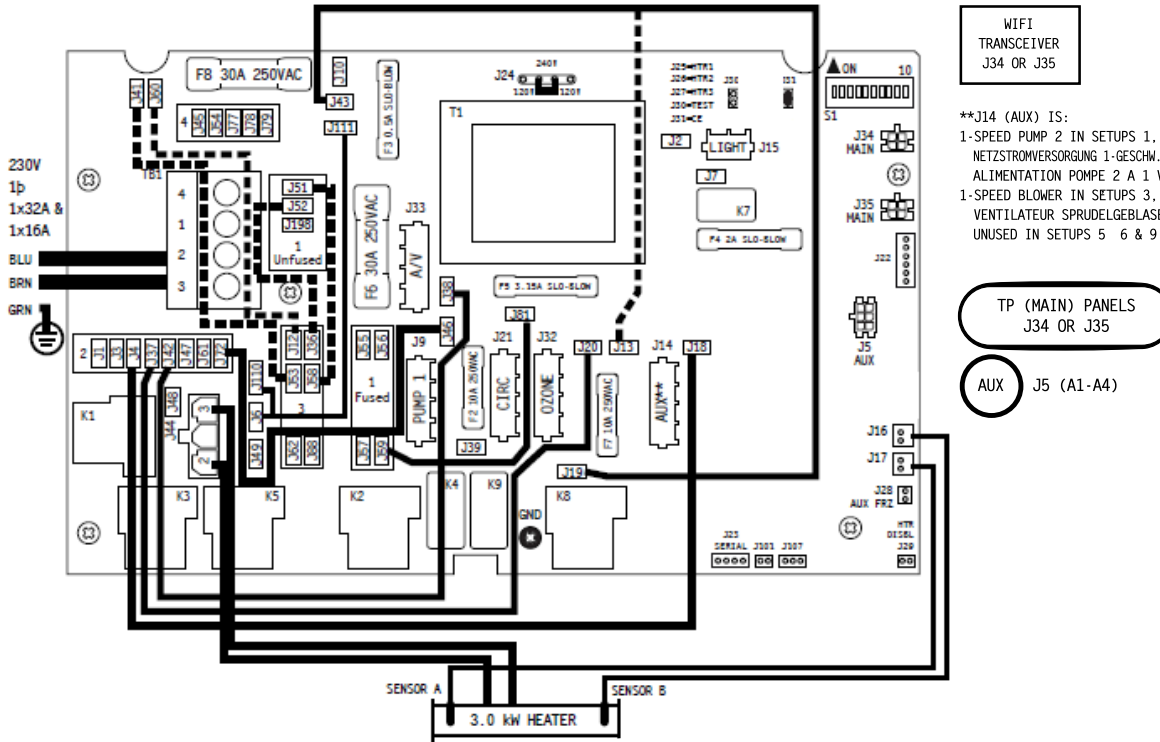 WIFI
TRANSCEIVER
J34 OR J35
F8 30A 250VAC
J10
J43
J111
F3 0.5A SLO-BLOW
J24
240V
120V
120V
T1
J25=HTR1
J26=HTR2
J27=HTR3
J30=TEST
J31=CE
J30
J31
ON
10
S1
**J14 (AUX) IS:
1-SPEED PUMP 2 IN SETUPS 1,
NETZSTROMVERSORGUNG 1-GESCHW.
ALIMENTATION POMPE 2 A 1
1-SPEED BLOWER IN SETUPS 3,
VENTILATEUR SPRUDELGEBLASE
UNUSED IN SETUPS 5 6 & 9
J41
J60
4
J45
J54
J77
J78
J79
J34
MAIN
J2
LIGHT
J15
J7
K7
F4 2A SLO-BLOW
J35
MAIN
J22
230V
1þ
1x32A &
1x16A
BLU
BRN
GRN
TB1
4
1
2
3
J51
J52
J198
1
Unfused
F6 30A 250VAC
J33
A/V
J38
J46
F5 3.15A SLO-BLOW
J81
TP (MAIN) PANELS
J34 OR J35
J5
AUX
AUX
J5 (A1-A4)
2
J1
J3
J4
J37
J42
J47
J61
J72
J110
J6
J49
J12
J36
J53
J58
3
J62
J88
J55
J56
1
Fused
J57
J59
J9
PUMP 1
F2 10A 250VAC
J39
J21
CIRC
J32
OZONE
J20
J13
F7 10A 250VAC
J14
AUX**
J18
J19
K1
J48
J44
3
2
K3
K5
K2
K4
K9
K8
GND
J16
J17
J28
AUX FRZ
HTR
DISBL
J29
J23
SERIAL
J101
J107
SENSOR A
SENSOR B
3.0 kW HEATER